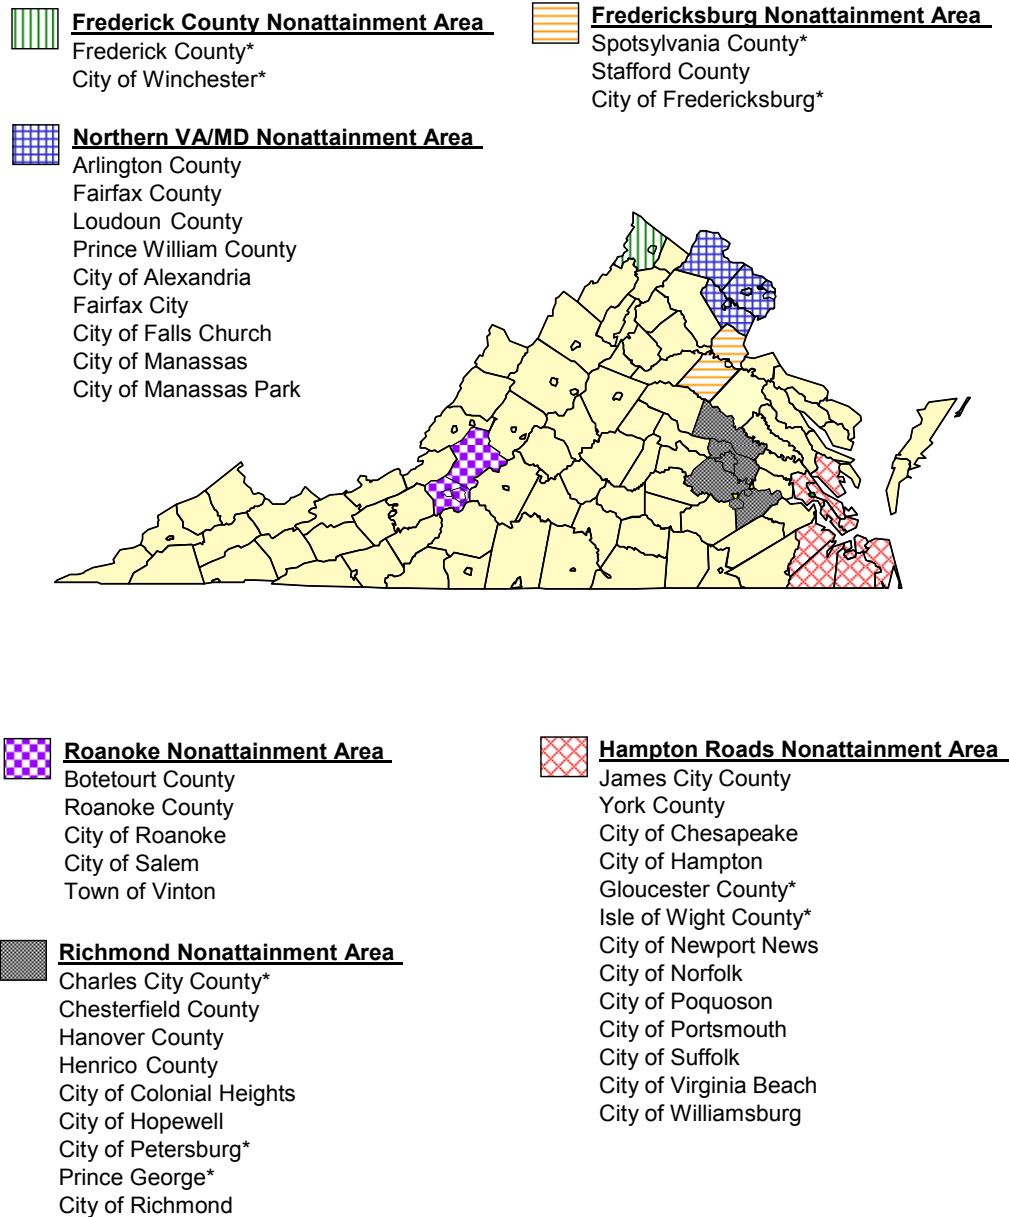 Frederick County Nonattainment Area
Frederick County*
City of Winchester*
Fredericksburg Nonattainment Area
Spotsylvania County*
Stafford County
City of Fredericksburg*
Northern VA/MD Nonattainment Area
Arlington County
Fairfax County
Loudoun County
Prince William County
City of Alexandria
Fairfax City
City of Falls Church
City of Manassas
City of Manassas Park
Roanoke Nonattainment Area
Botetourt County
Roanoke County
City of Roanoke
City of Salem
Town of Vinton
Richmond Nonattainment Area
Charles City County*
Chesterfield County
Hanover County
Henrico County
City of Colonial Heights
City of Hopewell
City of Petersburg*
Prince George*
City of Richmond
Hampton Roads Nonattainment Area
James City County
York County
City of Chesapeake
City of Hampton
Gloucester County*
Isle of Wight County*
City of Newport News
City of Norfolk
City of Poquoson
City of Portsmouth
City of Suffolk
City of Virginia Beach
City of Williamsburg